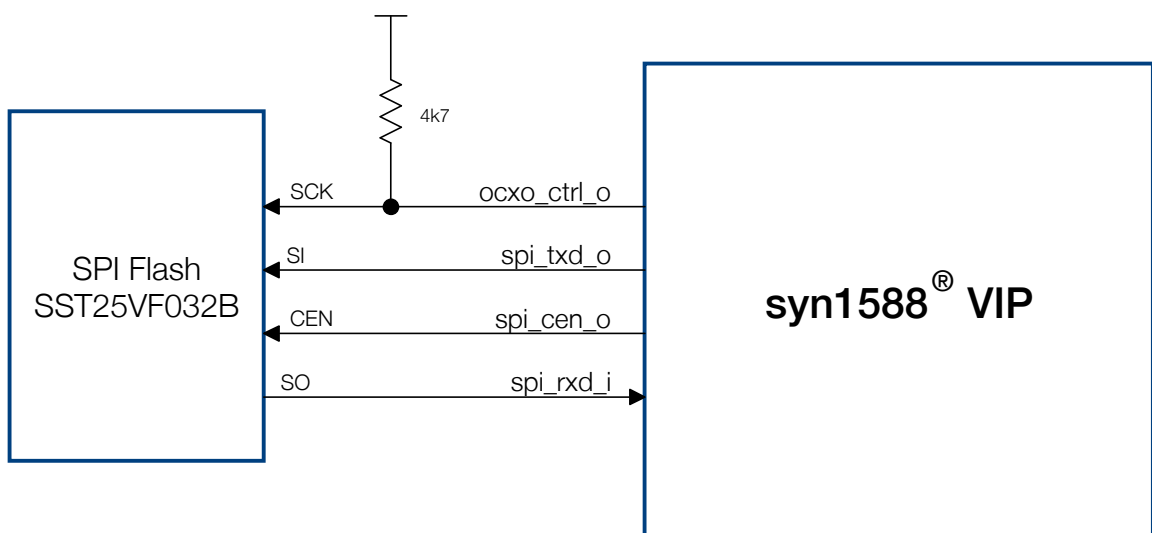 4k7
SCK
ocxo_ctrl_o
SI
spi_txd_o
SPI Flash
SST25VF032B
syn1588® VIP
CEN
spi_cen_o
SO
spi_rxd_i